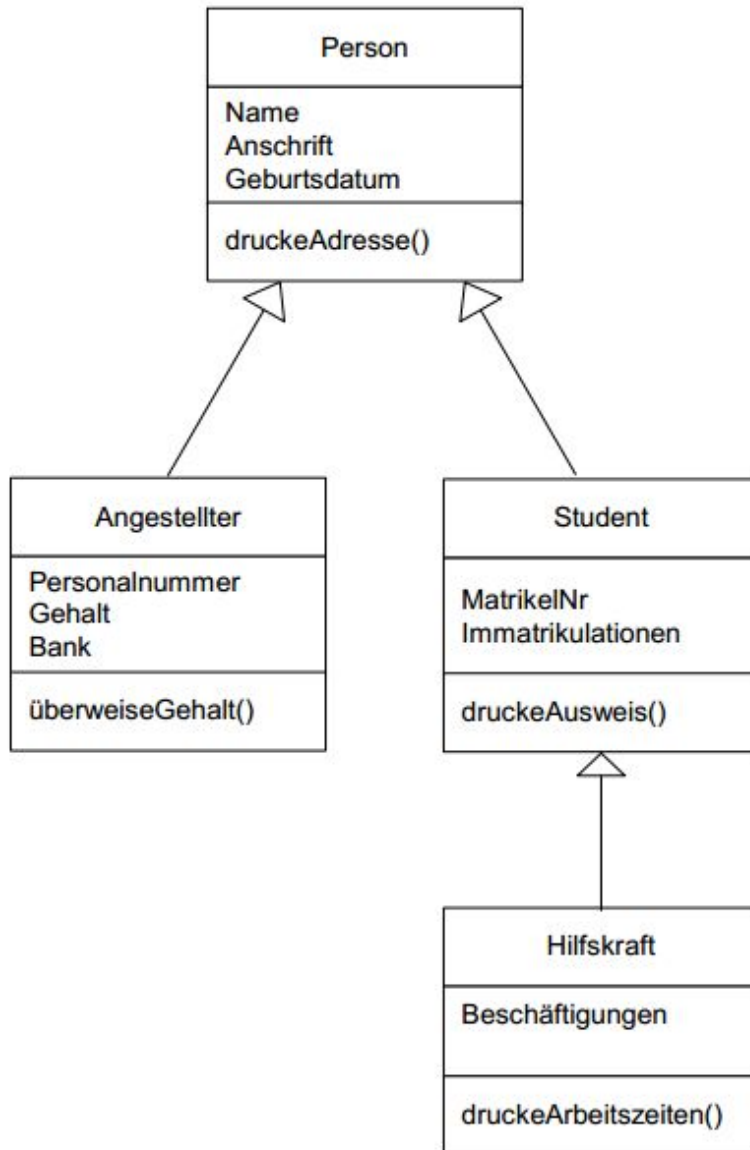 Person
Name
Anschrift
Geburtsdatum
druckeAdresse()
Angestellter
Personalnummer
Gehalt
Bank
überweiseGehalt()
Student
MatrikelNr
Immatrikulationen
druckeAusweis()
Hilfskraft
Beschäftigungen
druckeArbeitszeiten()